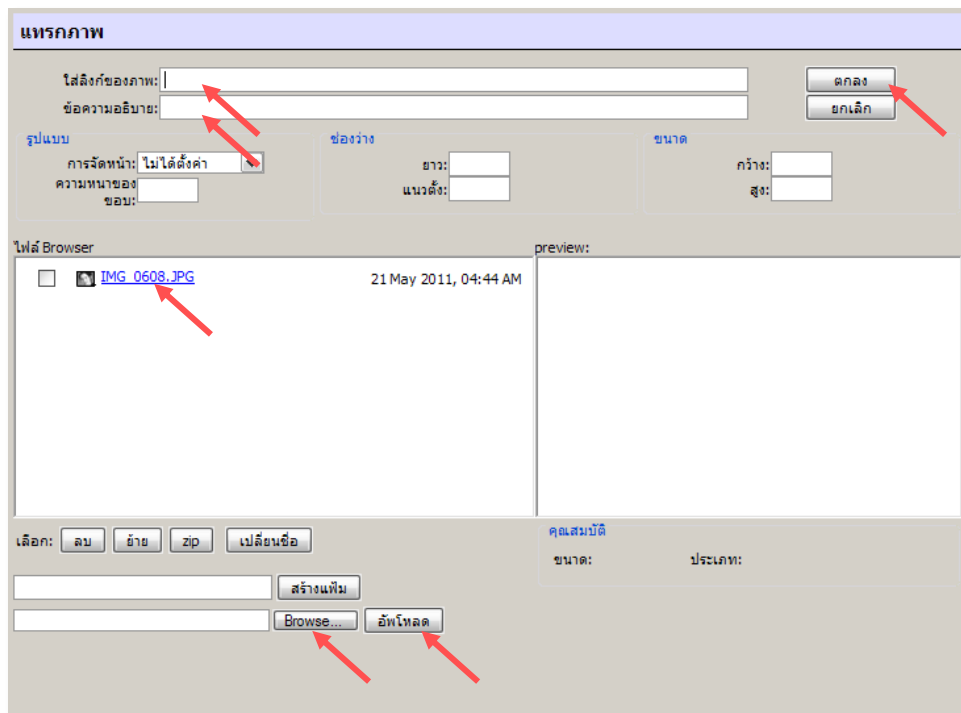 แทรกภาพ
ใส่ลิงก์ของภาพ:
ตกลง
ข้อความอธิบาย:
ยกเลิก
รูปแบบ
ช่องว่าง
ขนาด
การจัดหน้า: ไม่ได้ตั้งค่า
ยาว:
กว้าง:
ความหนาของ
ขอบ:
แนวตั้ง:
สูง:
ไฟล์ Browser
preview:
IMG_0608.JPG 21 May 2011, 04:44 AM
เลือก: ลบ ย้าย zip เปลี่ยนชื่อ
คุณสมบัติ
ขนาด: ประเภท:
สร้างแฟ้ม
Browse... อัพโหลด